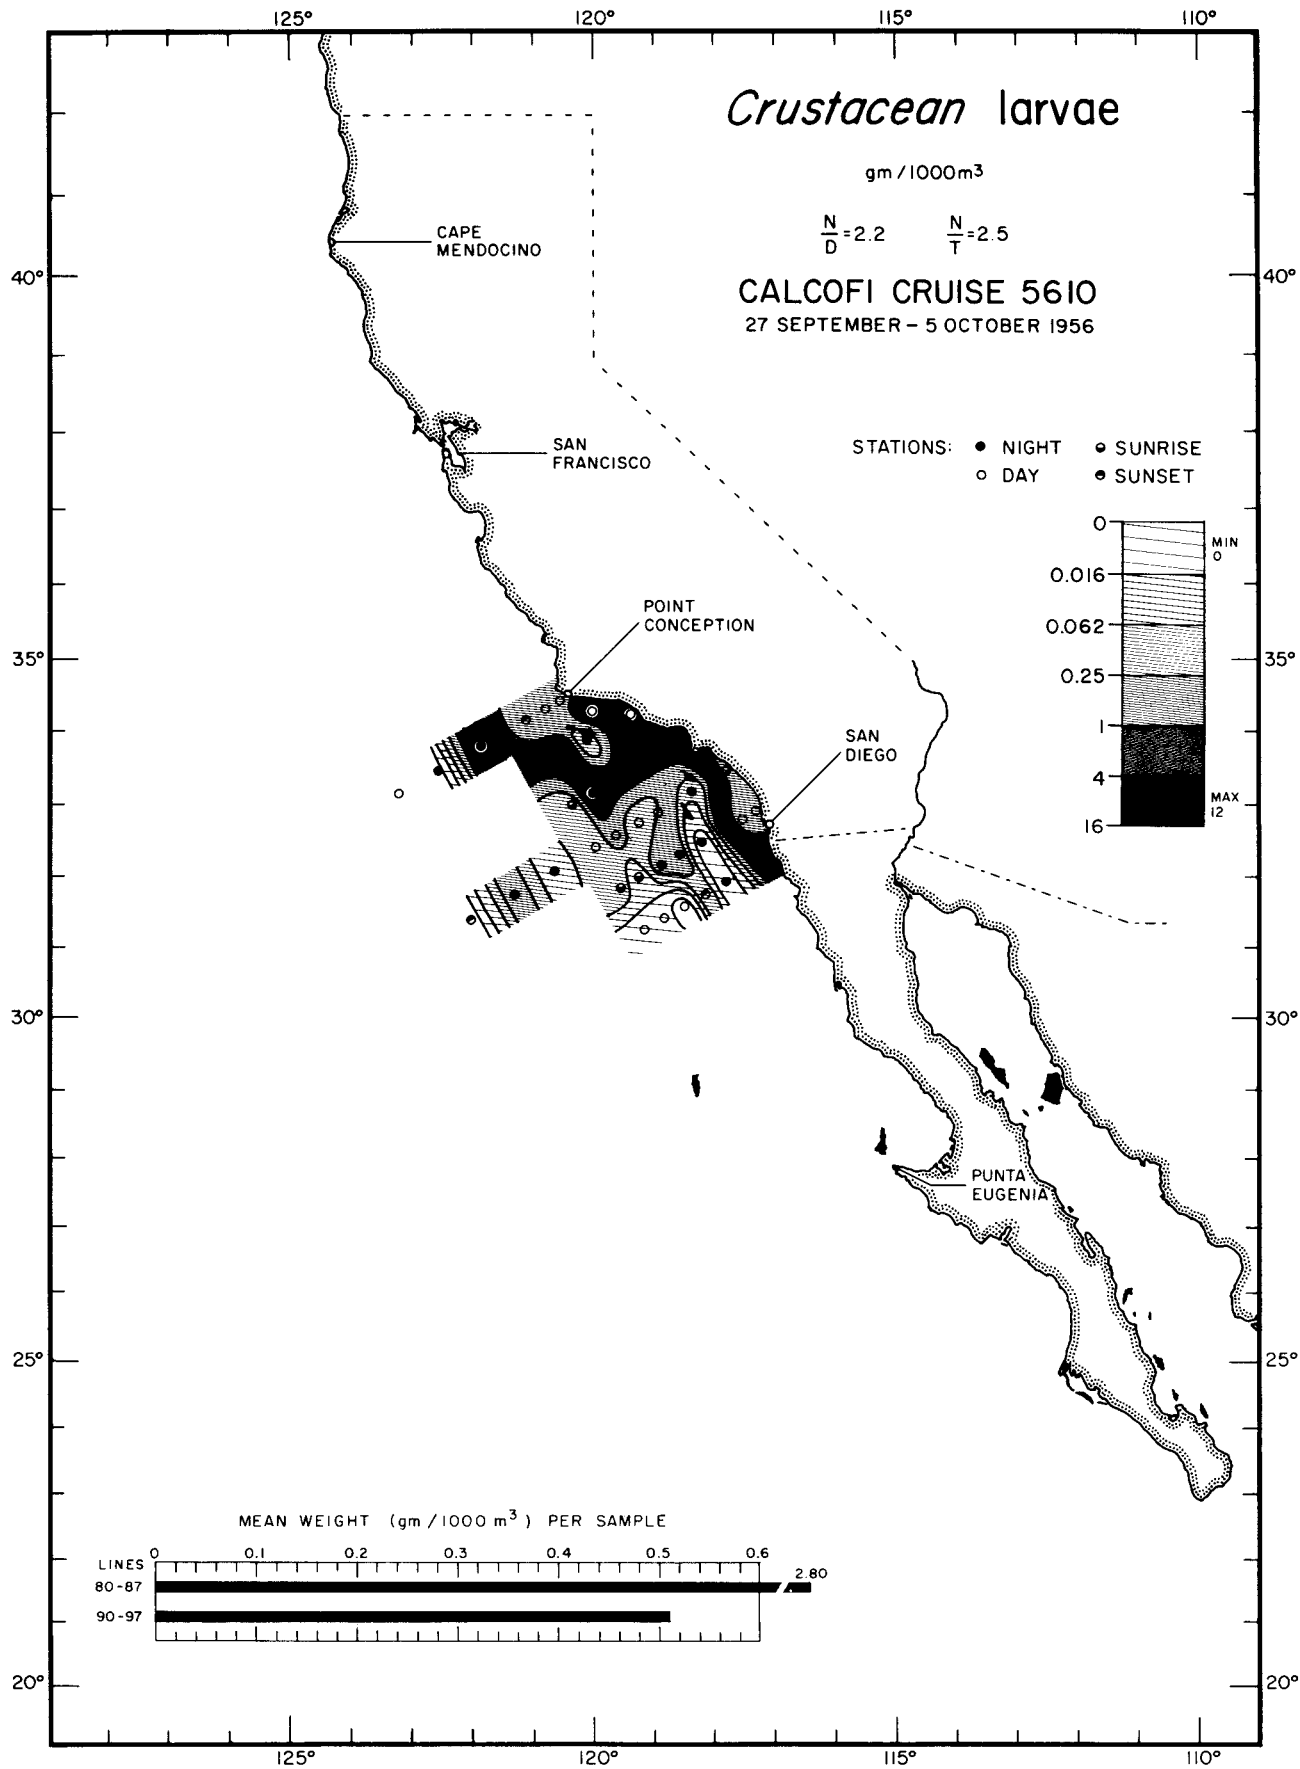 125° 120° 115° 110°
Crustacean larvae
gm/1000m³
N/D=2.2 N/T=2.5
CALCOFI CRUISE 5610
27 SEPTEMBER – 5 OCTOBER 1956
CAPE
MENDOCINO
40° 40°
SAN
FRANCISCO
STATIONS: NIGHT SUNRISE
DAY SUNSET
0
MIN
0
0.016
0.062
0.25
1
4
MAX
12
16
POINT
CONCEPTION
35° 35°
SAN
DIEGO
30° 30°
PUNTA
EUGENIA
25° 25°
MEAN WEIGHT (gm/1000 m³) PER SAMPLE
LINES 0 0.1 0.2 0.3 0.4 0.5 0.6
80-87 2.80
90-97
20° 20°
125° 120° 115° 110°